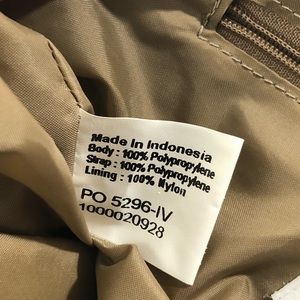 Made In Indonesia
Body : 100% Polypropylene
Strap : 100% Polypropylene
Lining : 100% Nylon
PO 5296-IV
1000020928